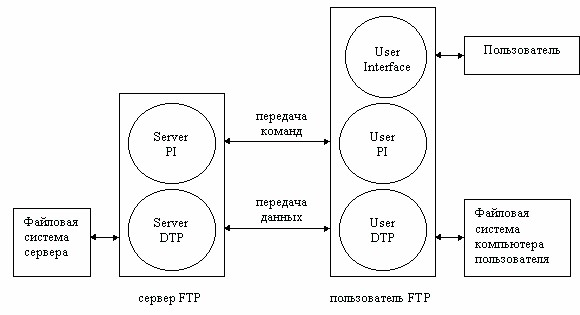 User
Interface
Пользователь
Server
PI
передача
команд
User
PI
Файловая
система
сервера
Server
DTP
передача
данных
User
DTP
Файловая
система
компьютера
пользователя
сервер FTP
пользователь FTP